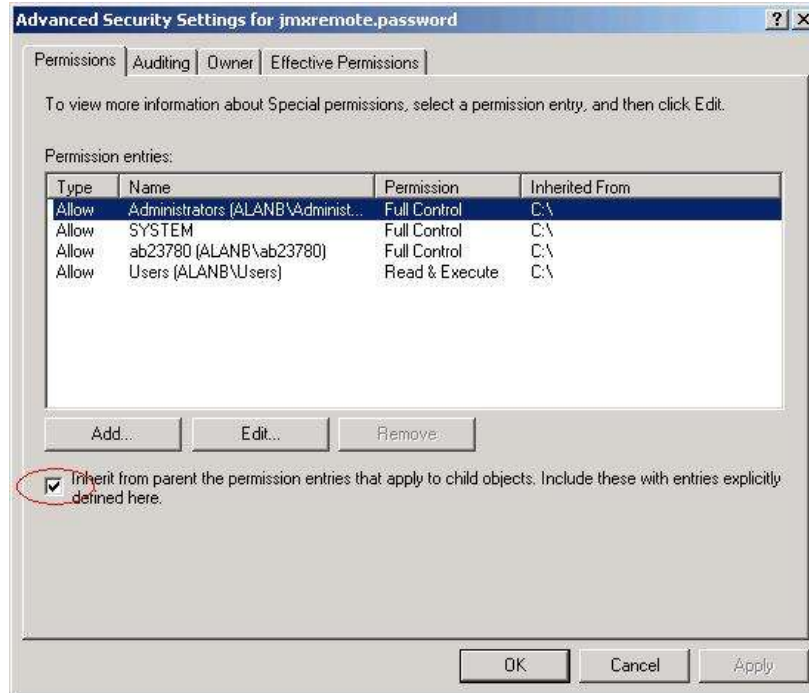 Advanced Security Settings for jmxremote.password
Permissions Auditing Owner Effective Permissions
To view more information about Special permissions, select a permission entry, and then click Edit.
Permission entries:
Type Name Permission Inherited From
Allow Administrators (ALANB\Administ... Full Control C:\
Allow SYSTEM Full Control C:\
Allow ab23780 (ALANB\ab23780) Full Control C:\
Allow Users (ALANB\Users) Read & Execute C:\
Add... Edit... Remove
Inherit from parent the permission entries that apply to child objects. Include these with entries explicitly
defined here.
OK Cancel Apply